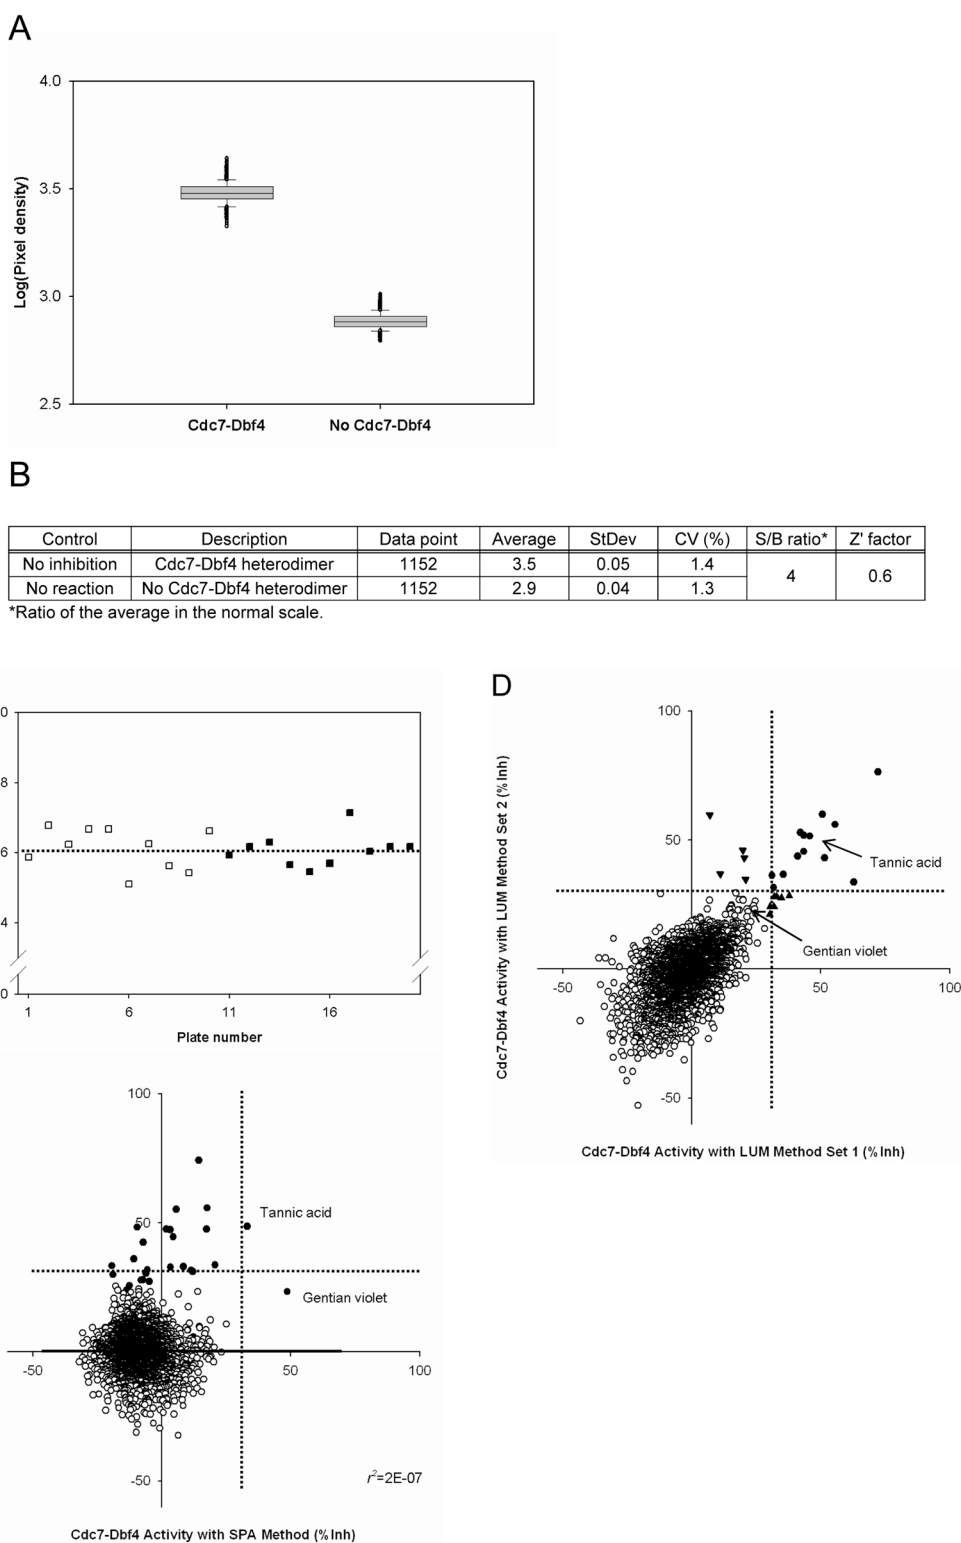 A
4.0
3.5
3.0
2.5
Log(Pixel density)
Cdc7-Dbf4 No Cdc7-Dbf4
B
Control Description Data point Average StDev CV (%) S/B ratio* Z' factor
No inhibition Cdc7-Dbf4 heterodimer 1152 3.5 0.05 1.4 4 0.6
No reaction No Cdc7-Dbf4 heterodimer 1152 2.9 0.04 1.3
*Ratio of the average in the normal scale.
0
8
6
4
0
1 6 11 16
Plate number
D
100
50
-50
-50 50 100
Tannic acid
Gentian violet
Cdc7-Dbf4 Activity with LUM Method Set 2 (%Inh)
Cdc7-Dbf4 Activity with LUM Method Set 1 (%Inh)
100
50
-50
-50 50 100
Tannic acid
Gentian violet
r²=2E-07
Cdc7-Dbf4 Activity with SPA Method (%Inh)